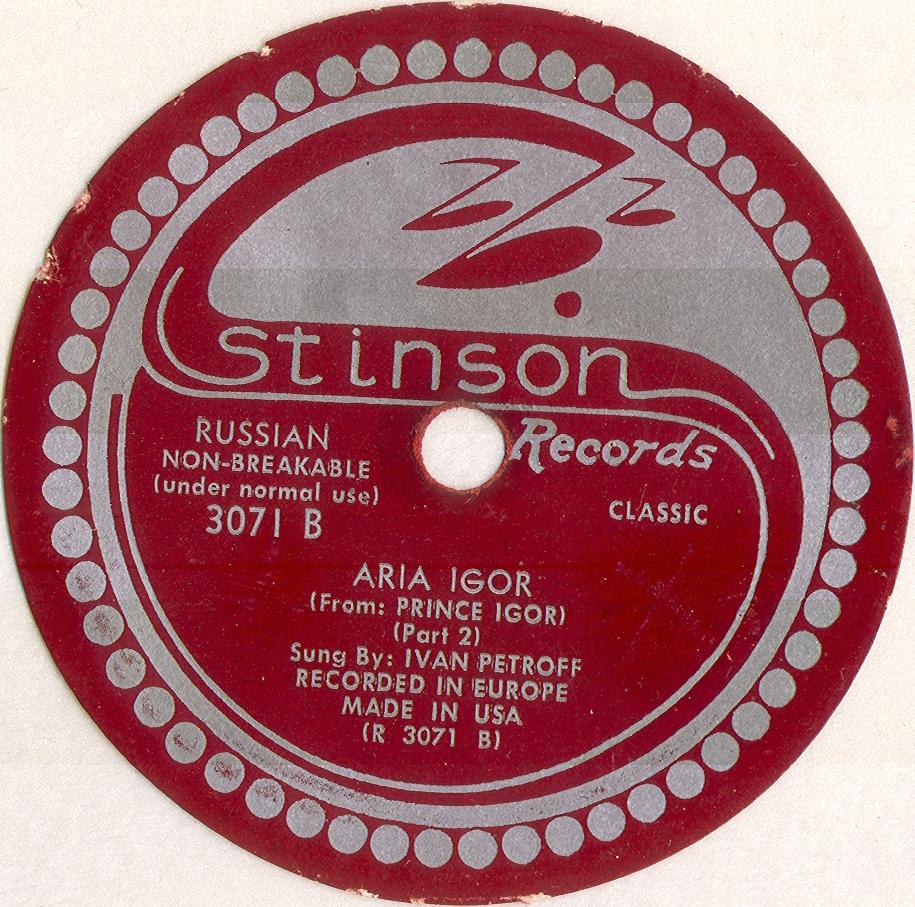 Stinson
Records
RUSSIAN
NON-BREAKABLE
(under normal use)
3071 B
CLASSIC
ARIA IGOR
(From: PRINCE IGOR)
(Part 2)
Sung By: IVAN PETROFF
RECORDED IN EUROPE
MADE IN USA
(R 3071 B)